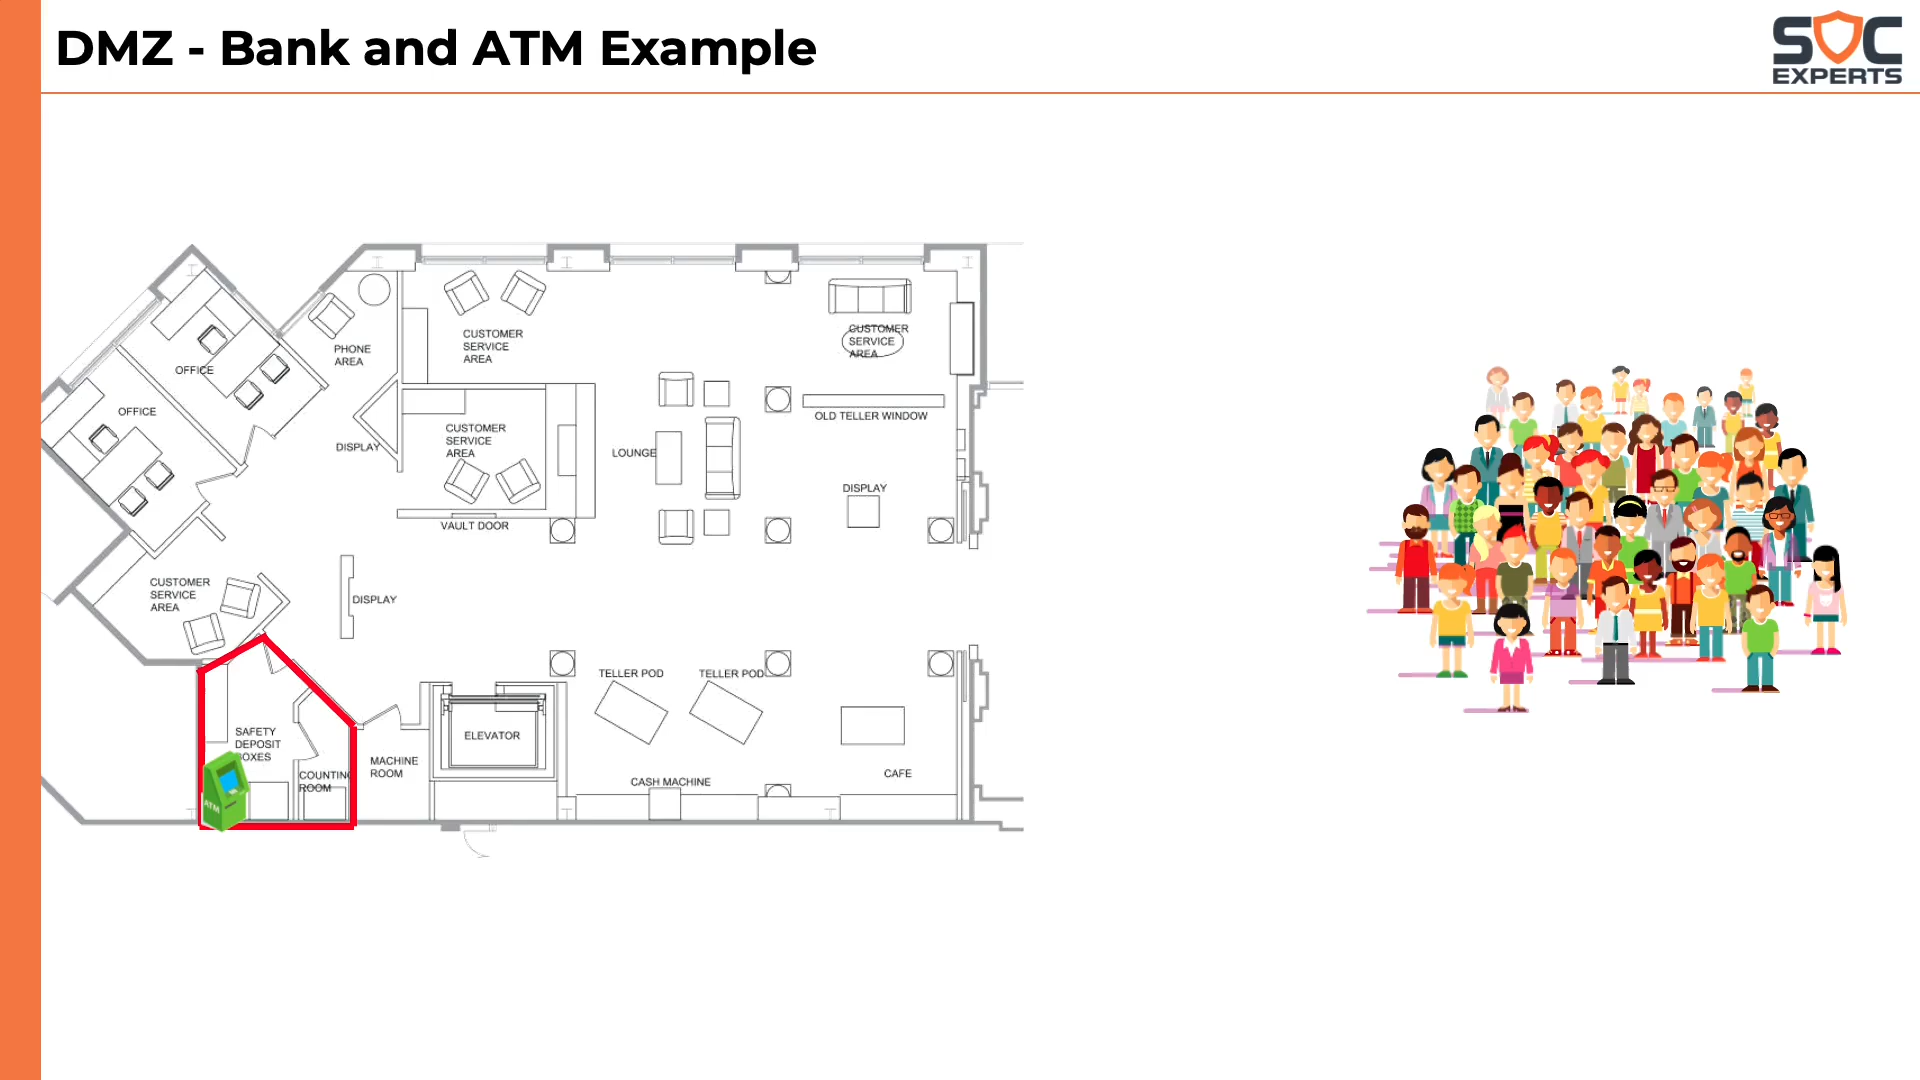 DMZ - Bank and ATM Example
SOC
EXPERTS
OFFICE
OFFICE
PHONE
AREA
DISPLAY
CUSTOMER
SERVICE
AREA
CUSTOMER
SERVICE
AREA
VAULT DOOR
LOUNGE
CUSTOMER
SERVICE
AREA
OLD TELLER WINDOW
DISPLAY
CUSTOMER
SERVICE
AREA
DISPLAY
SAFETY
DEPOSIT
BOXES
ATM
COUNTING
ROOM
MACHINE
ROOM
ELEVATOR
TELLER POD
TELLER POD
CASH MACHINE
CAFE